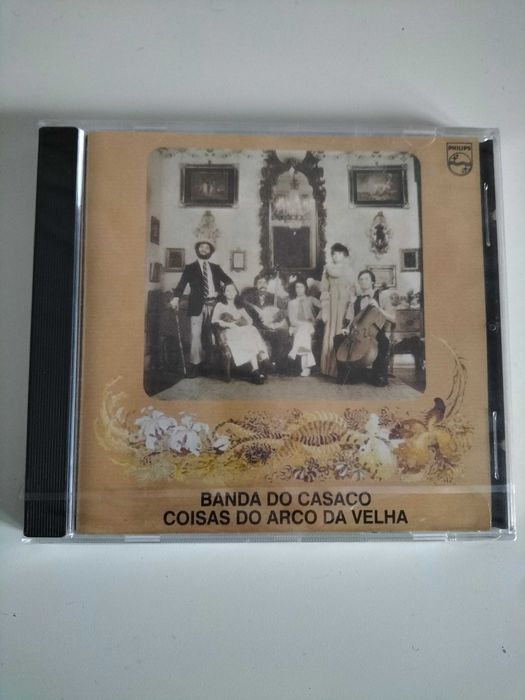 PHILIPS
BANDA DO CASACO
COISAS DO ARCO DA VELHA